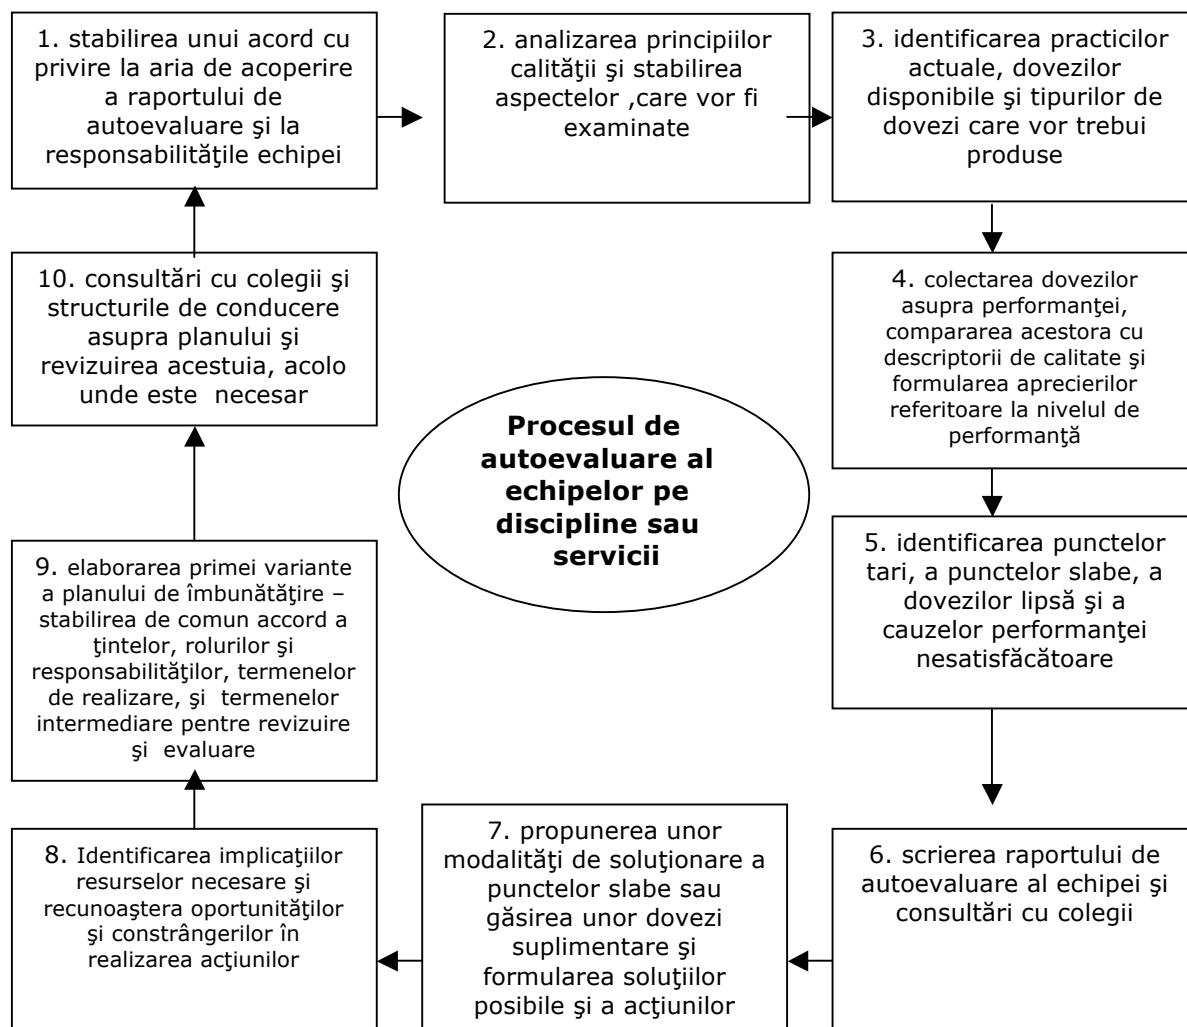 1. stabilirea unui acord cu
privire la aria de acoperire
a raportului de
autoevaluare şi la
responsabilităţile echipei
2. analizarea principiilor
calităţii şi stabilirea
aspectelor ,care vor fi
examinate
3. identificarea practicilor
actuale, dovezilor
disponibile şi tipurilor de
dovezi care vor trebui
produse
4. colectarea dovezilor
asupra performanţei,
compararea acestora cu
descriptorii de calitate şi
formularea aprecierilor
referitoare la nivelul de
performanţă
5. identificarea punctelor
tari, a punctelor slabe, a
dovezilor lipsă şi a
cauzelor performanţei
nesatisfăcătoare
6. scrierea raportului de
autoevaluare al echipei şi
consultări cu colegii
7. propunerea unor
modalităţi de soluţionare a
punctelor slabe sau
găsirea unor dovezi
suplimentare şi
formularea soluţiilor
posibile şi a acţiunilor
8. Identificarea implicaţiilor
resurselor necesare şi
recunoaştera oportunităţilor
şi constrângerilor în
realizarea acţiunilor
9. elaborarea primei variante
a planului de îmbunătăţire –
stabilirea de comun accord a
ţintelor, rolurilor şi
responsabilităţilor, termenelor
de realizare, şi termenelor
intermediare pentre revizuire
şi evaluare
10. consultări cu colegii şi
structurile de conducere
asupra planului şi
revizuirea acestuia, acolo
unde este necesar
Procesul de
autoevaluare al
echipelor pe
discipline sau
servicii